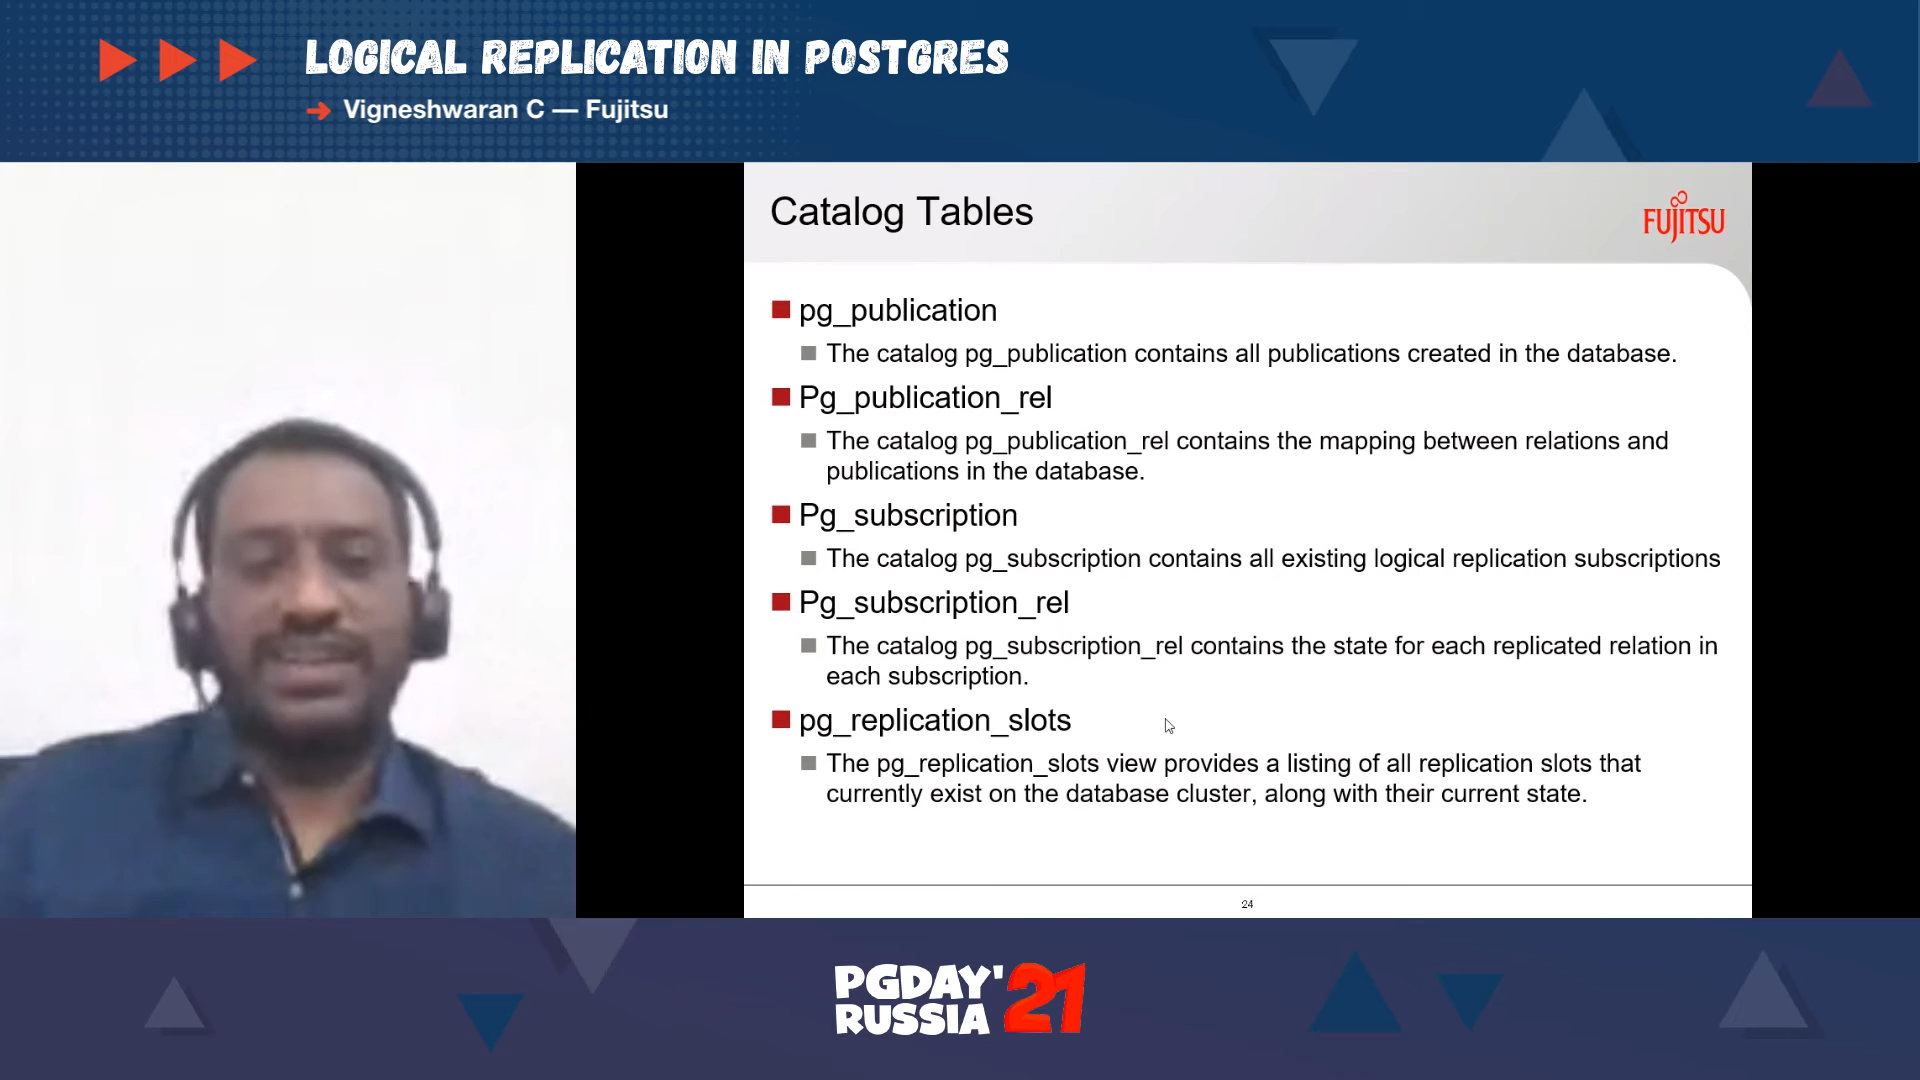 LOGICAL REPLICATION IN POSTGRES
Vigneshwaran C — Fujitsu
Catalog Tables
FUJITSU
pg_publication
The catalog pg_publication contains all publications created in the database.
Pg_publication_rel
The catalog pg_publication_rel contains the mapping between relations and
publications in the database.
Pg_subscription
The catalog pg_subscription contains all existing logical replication subscriptions
Pg_subscription_rel
The catalog pg_subscription_rel contains the state for each replicated relation in
each subscription.
pg_replication_slots
The pg_replication_slots view provides a listing of all replication slots that
currently exist on the database cluster, along with their current state.
24
PGDAY'21
RUSSIA